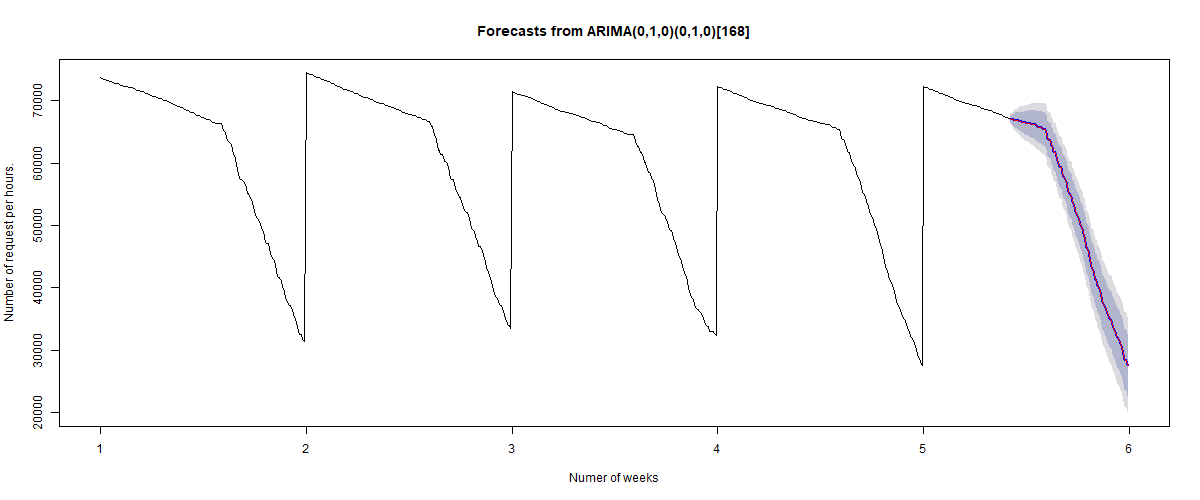 Forecasts from ARIMA(0,1,0)(0,1,0)[168]
Number of request per hours.
70000
60000
50000
40000
30000
20000
1 2 3 4 5 6
Numer of weeks